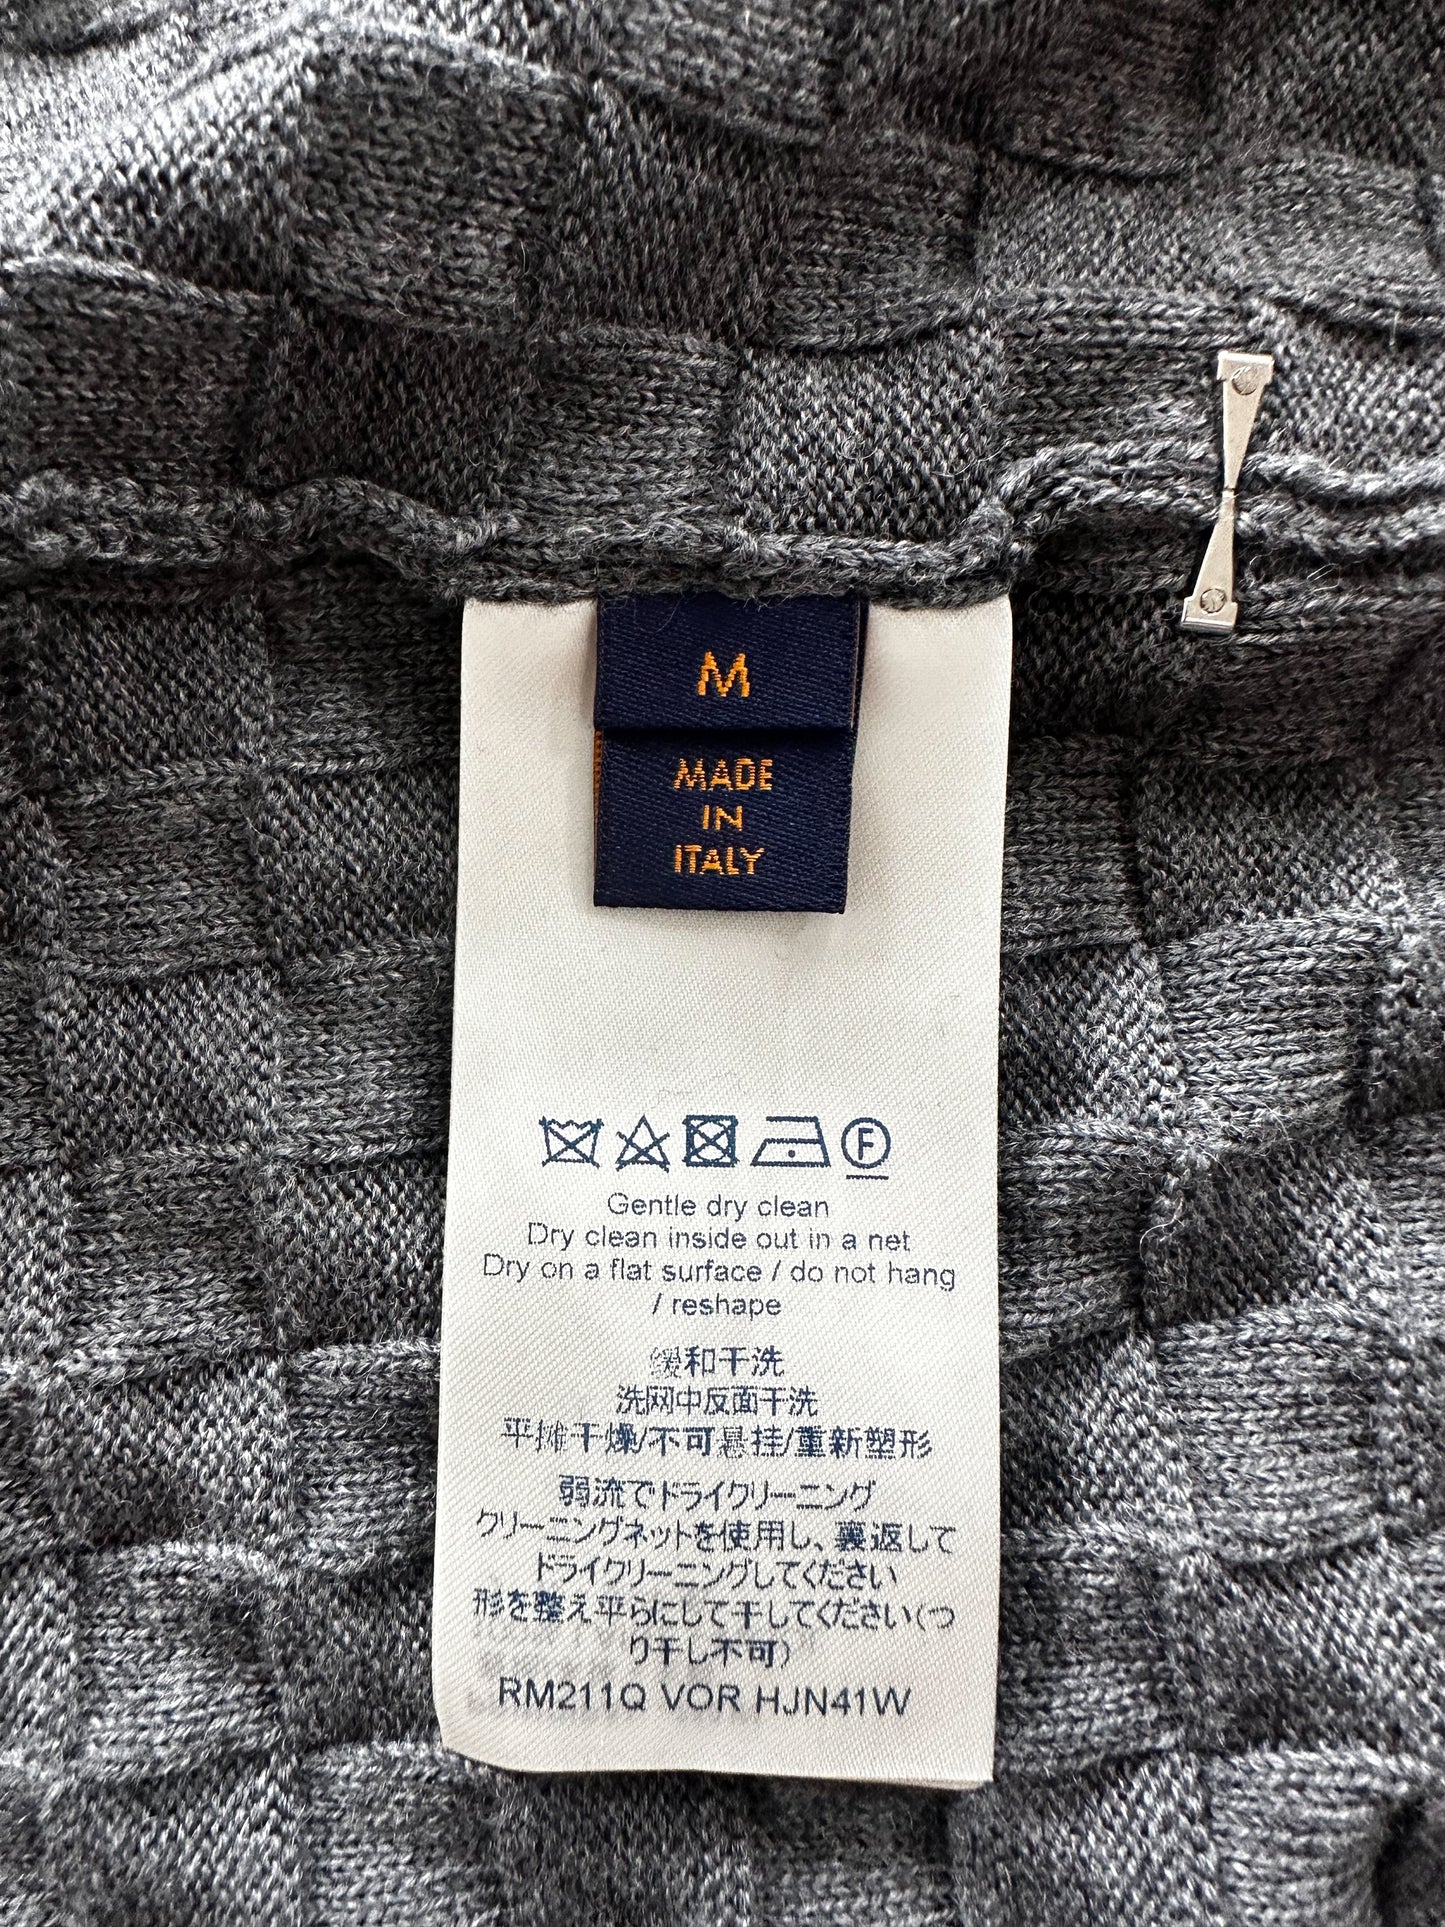 M
MADE
IN
ITALY
F
Gentle dry clean
Dry clean inside out in a net
Dry on a flat surface / do not hang
/ reshape
缓和干洗
洗网中反面干洗
平摊干燥/不可悬挂/重新塑形
弱流でドライクリーニング
クリーニングネットを使用し、裏返して
ドライクリーニングしてください
形を整え平らにして干してください(つ
り干し不可)
RM211Q VOR HJN41W